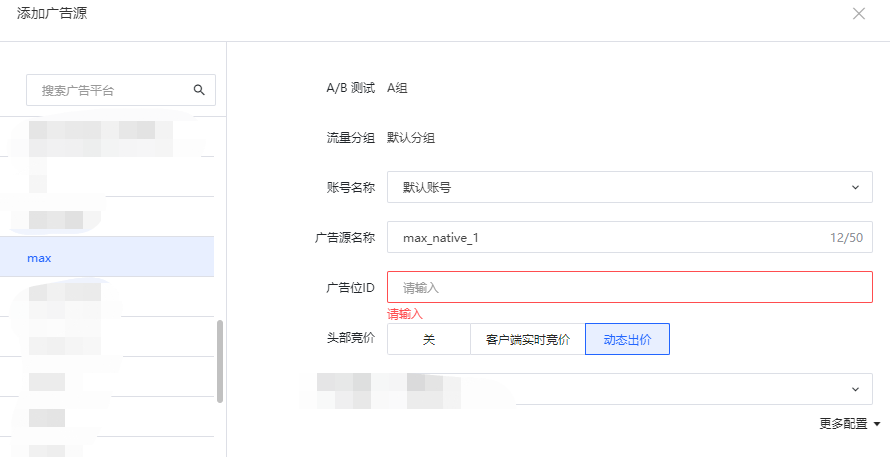 添加广告源
搜索广告平台
max
A/B 测试 A组
流量分组 默认分组
账号名称 默认账号
广告源名称 max_native_1 12/50
广告位ID 请输入
请输入
头部竞价 关 客户端实时竞价 动态出价
更多配置